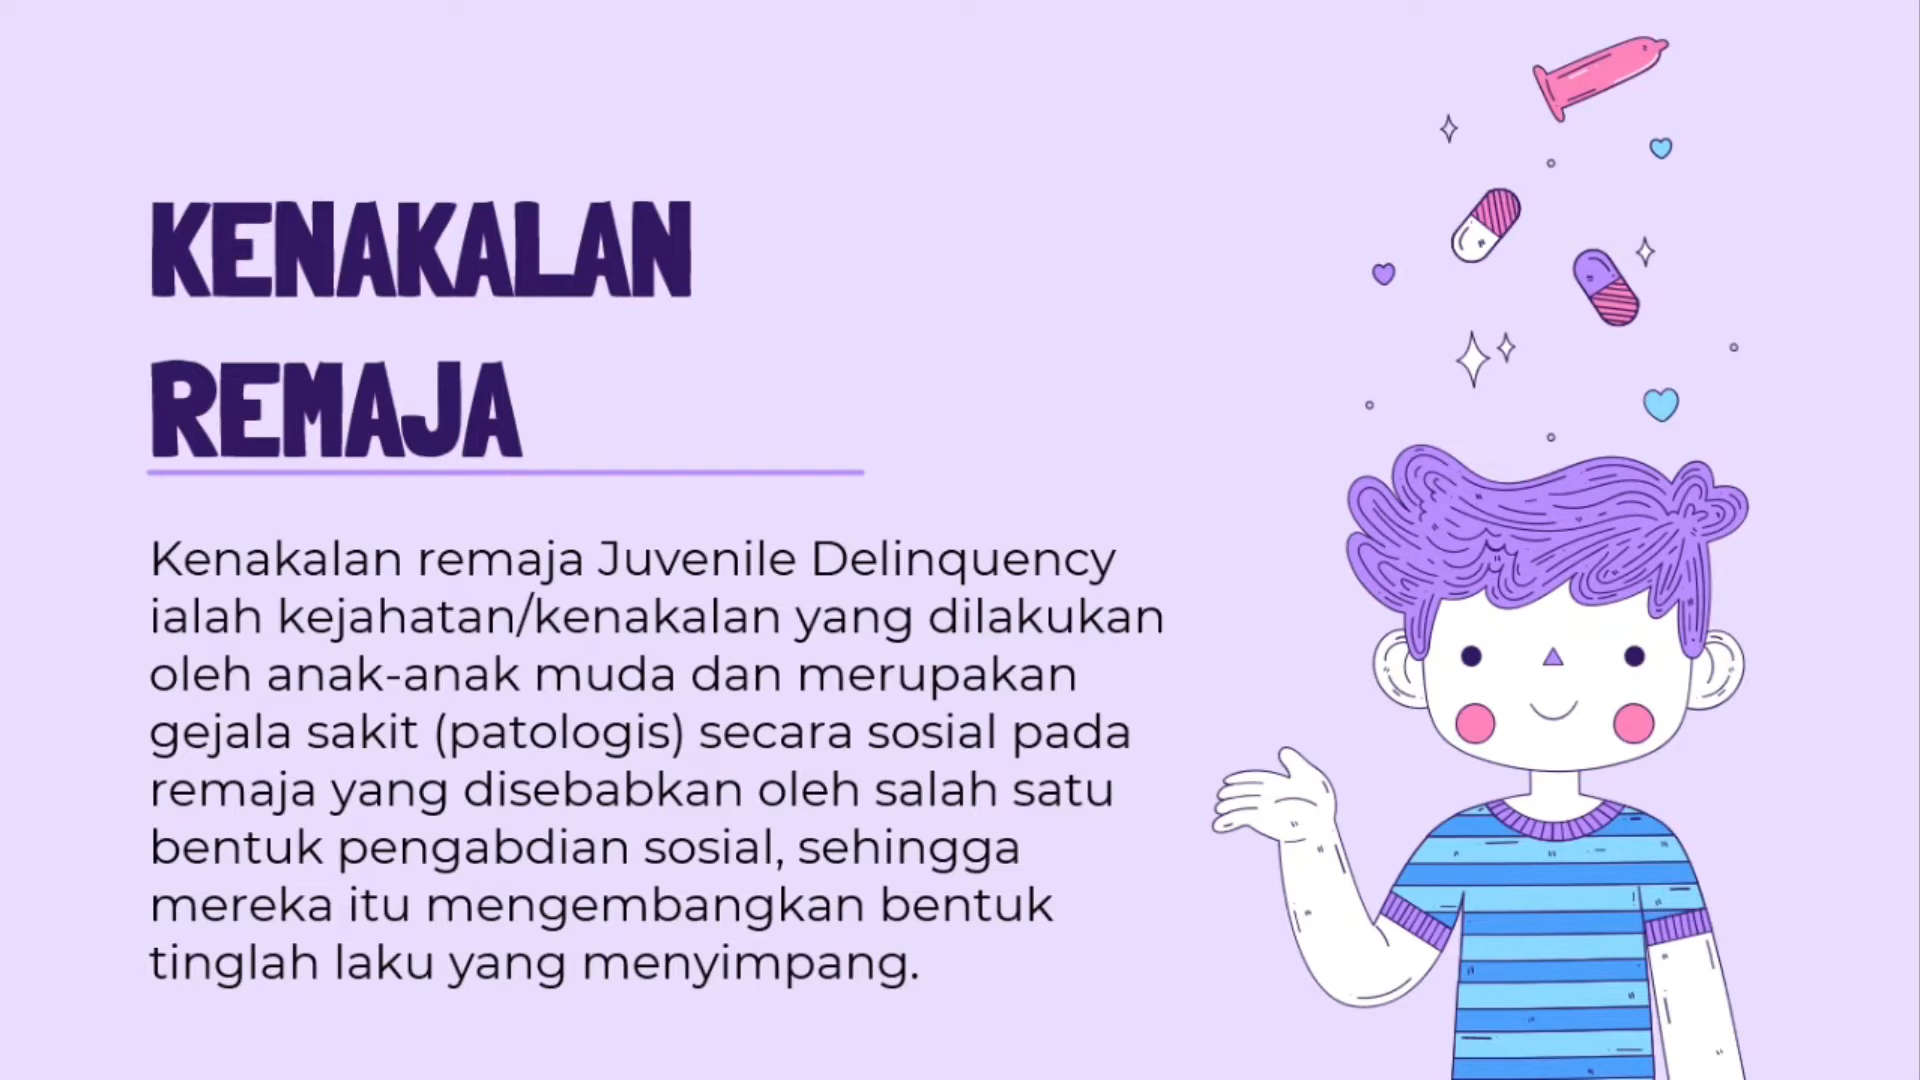 KENAKALAN
REMAJA
Kenakalan remaja Juvenile Delinquency
ialah kejahatan/kenakalan yang dilakukan
oleh anak-anak muda dan merupakan
gejala sakit (patologis) secara sosial pada
remaja yang disebabkan oleh salah satu
bentuk pengabdian sosial, sehingga
mereka itu mengembangkan bentuk
tinglah laku yang menyimpang.